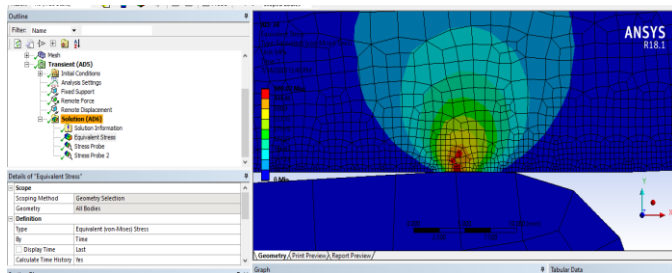 Outline
Filter: Name
Mesh
Transient (AD5)
Initial Conditions
Analysis Settings
Fixed Support
Remote Force
Remote Displacement
Solution (AD6)
Solution Information
Equivalent Stress
Stress Probe
Stress Probe 2
Details of "Equivalent Stress"
Scope
Scoping Method Geometry Selection
Geometry All Bodies
Definition
Type Equivalent (von-Mises) Stress
By Time
Display Time Last
Calculate Time History Yes
ANSYS
R18.1
0 Min
Y
X
Geometry Print Preview Report Preview
Graph
Tabular Data